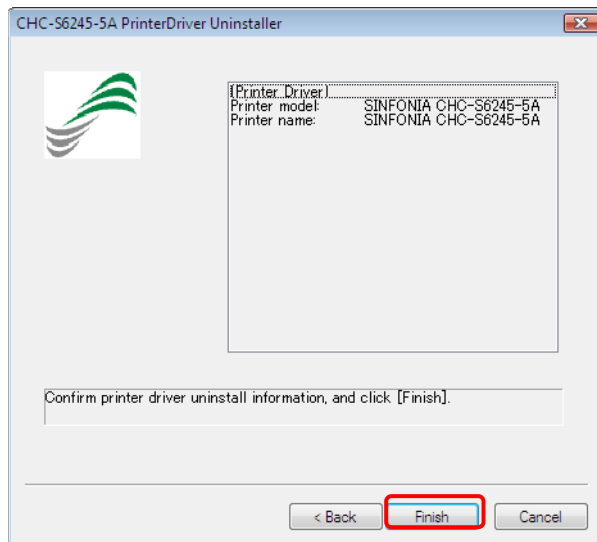 CHC-S6245-5A PrinterDriver Uninstaller
(Printer Driver)
Printer model: SINFONIA CHC-S6245-5A
Printer name: SINFONIA CHC-S6245-5A
Confirm printer driver uninstall information, and click [Finish].
< Back Finish Cancel